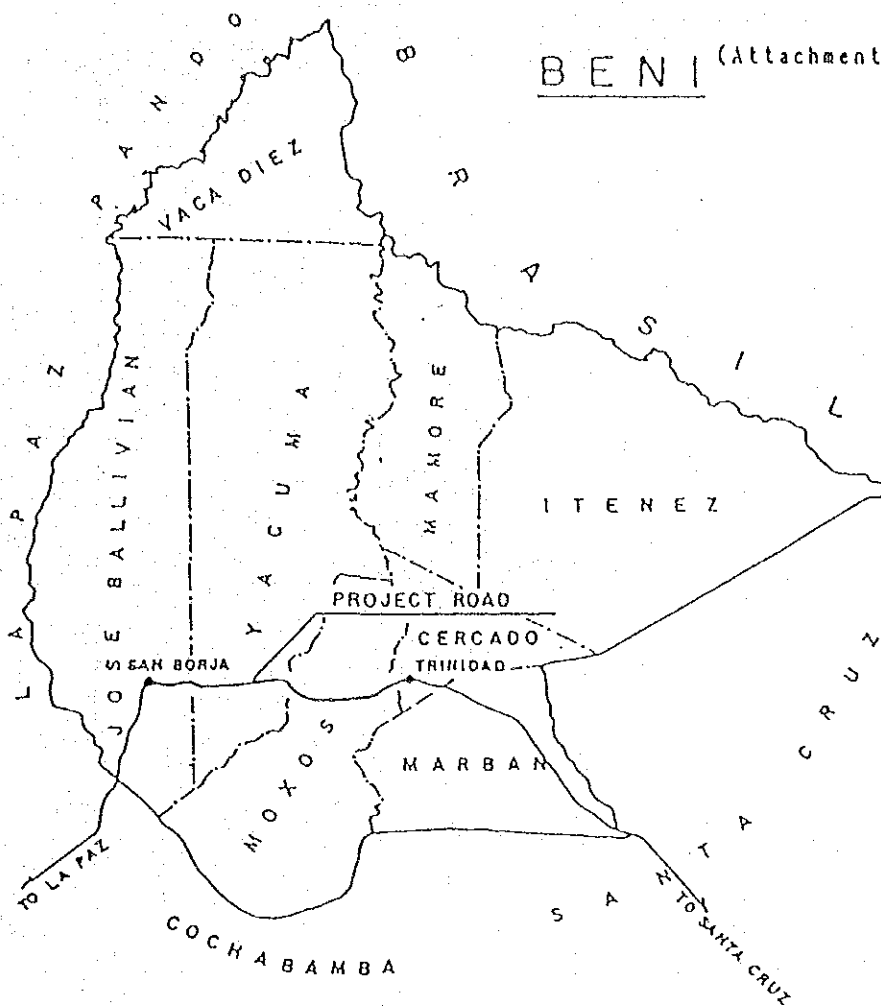 BENI (Attachment
PANDO
BRASIL
VACA DIEZ
LA PAZ
JOSE BALLIVIAN
YACUMA
MAMORE
ITENEZ
PROJECT ROAD
CERCADO
SAN BORJA
TRINIDAD
MOXOS
MARBAN
SANTA CRUZ
TO LA PAZ
COCHABAMBA
TO SANTA CRUZ